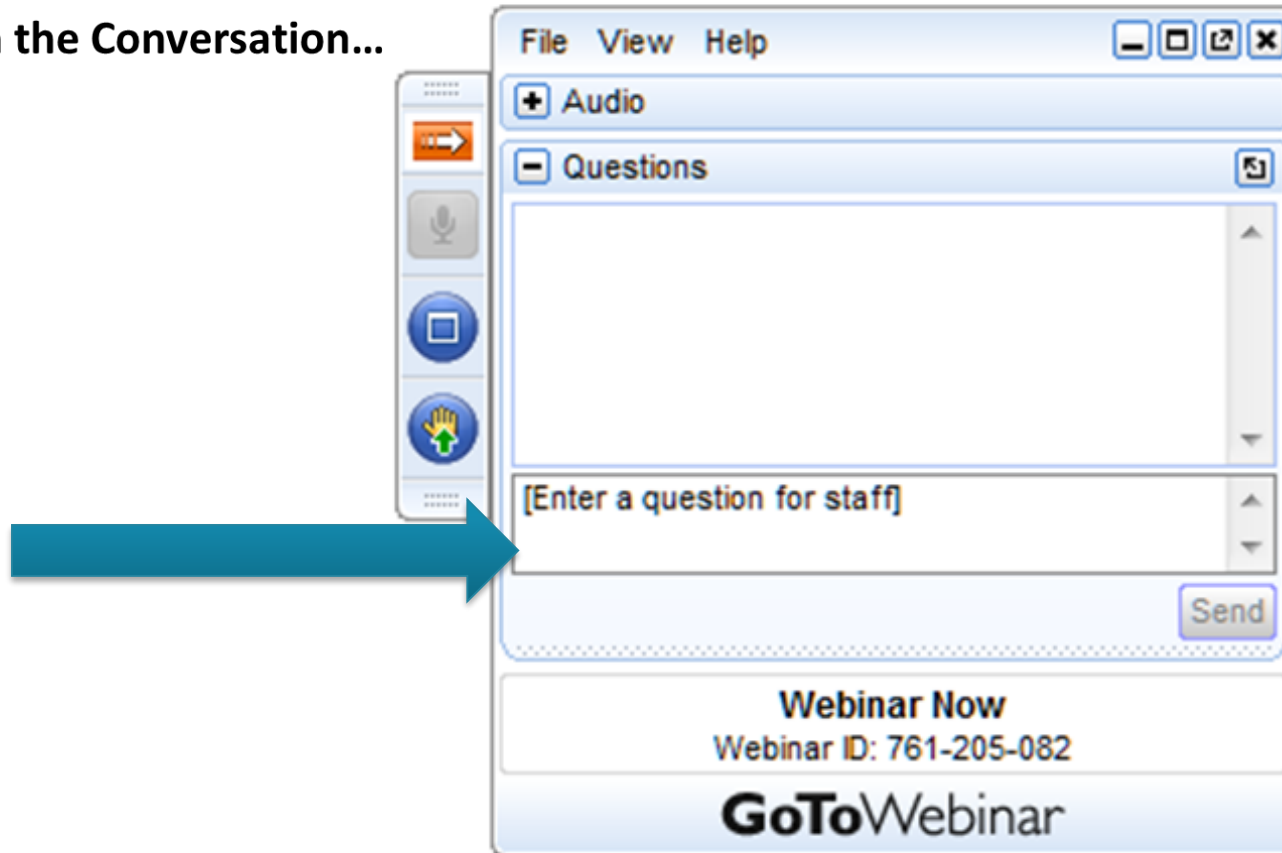 the Conversation...
File View Help
Audio
Questions
[Enter a question for staff]
Send
Webinar Now
Webinar ID: 761-205-082
GoToWebinar